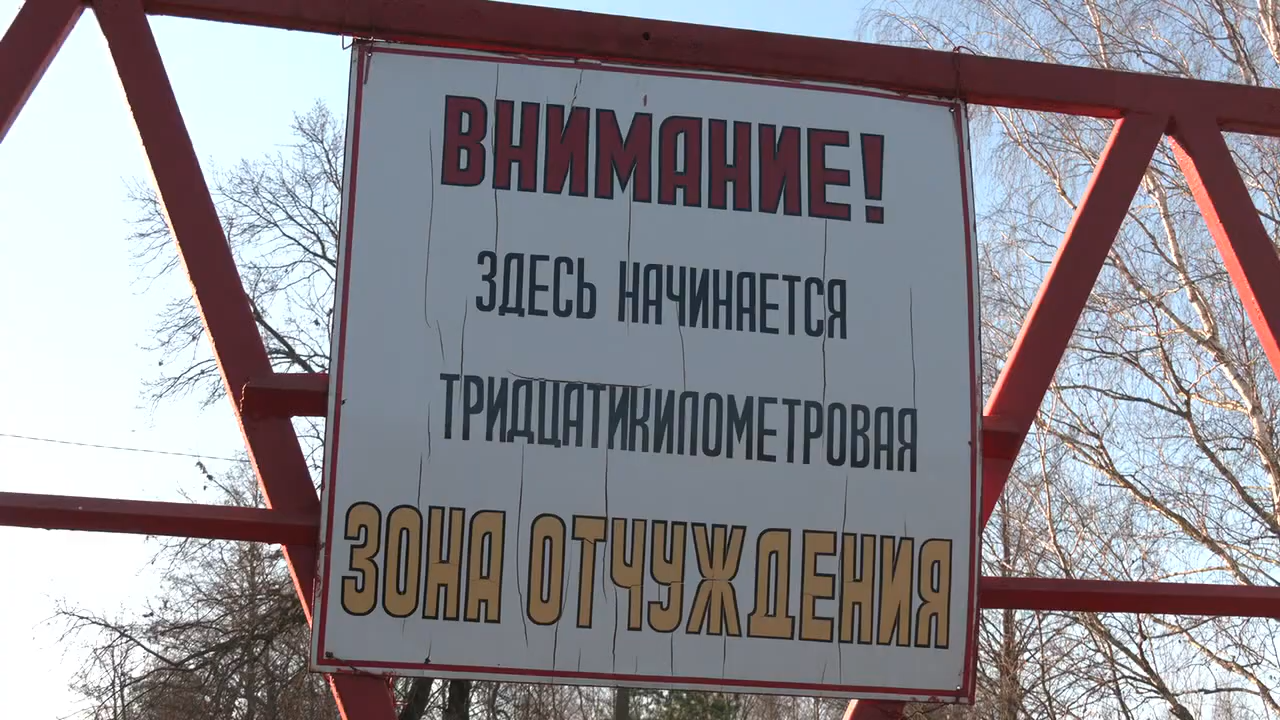 ВНИМАНИЕ!
ЗДЕСЬ НАЧИНАЕТСЯ
ТРИДЦАТИКИЛОМЕТРОВАЯ
ЗОНА ОТЧУЖДЕНИЯ